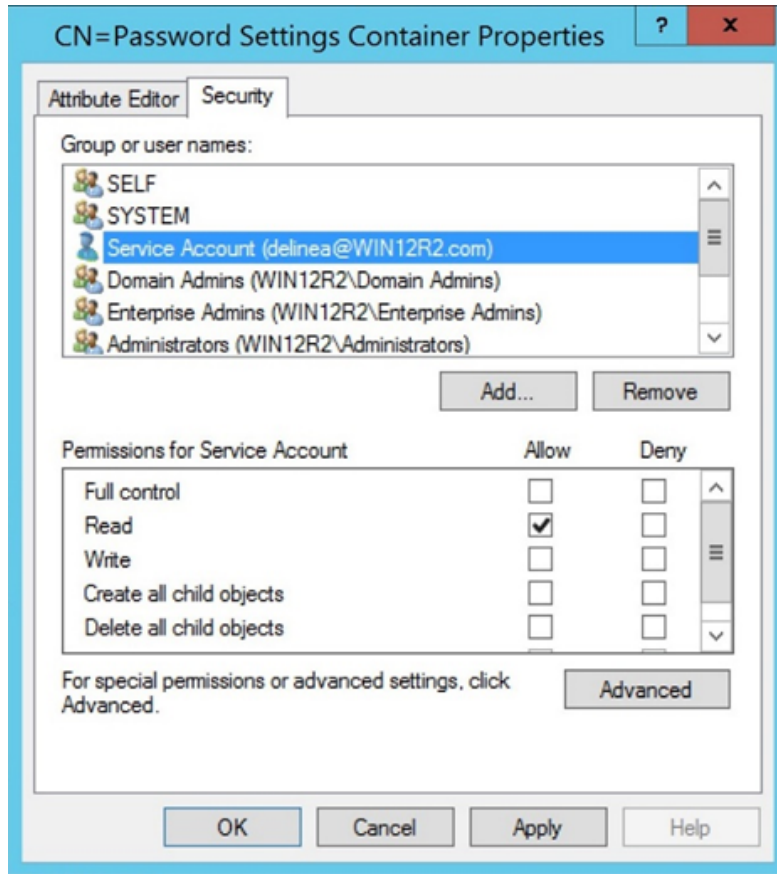 CN=Password Settings Container Properties ? x
Attribute Editor Security
Group or user names:
SELF
SYSTEM
Service Account (delinea@WIN12R2.com)
Domain Admins (WIN12R2\Domain Admins)
Enterprise Admins (WIN12R2\Enterprise Admins)
Administrators (WIN12R2\Administrators)
Add... Remove
Permissions for Service Account Allow Deny
Full control
Read
Write
Create all child objects
Delete all child objects
For special permissions or advanced settings, click
Advanced. Advanced
OK Cancel Apply Help